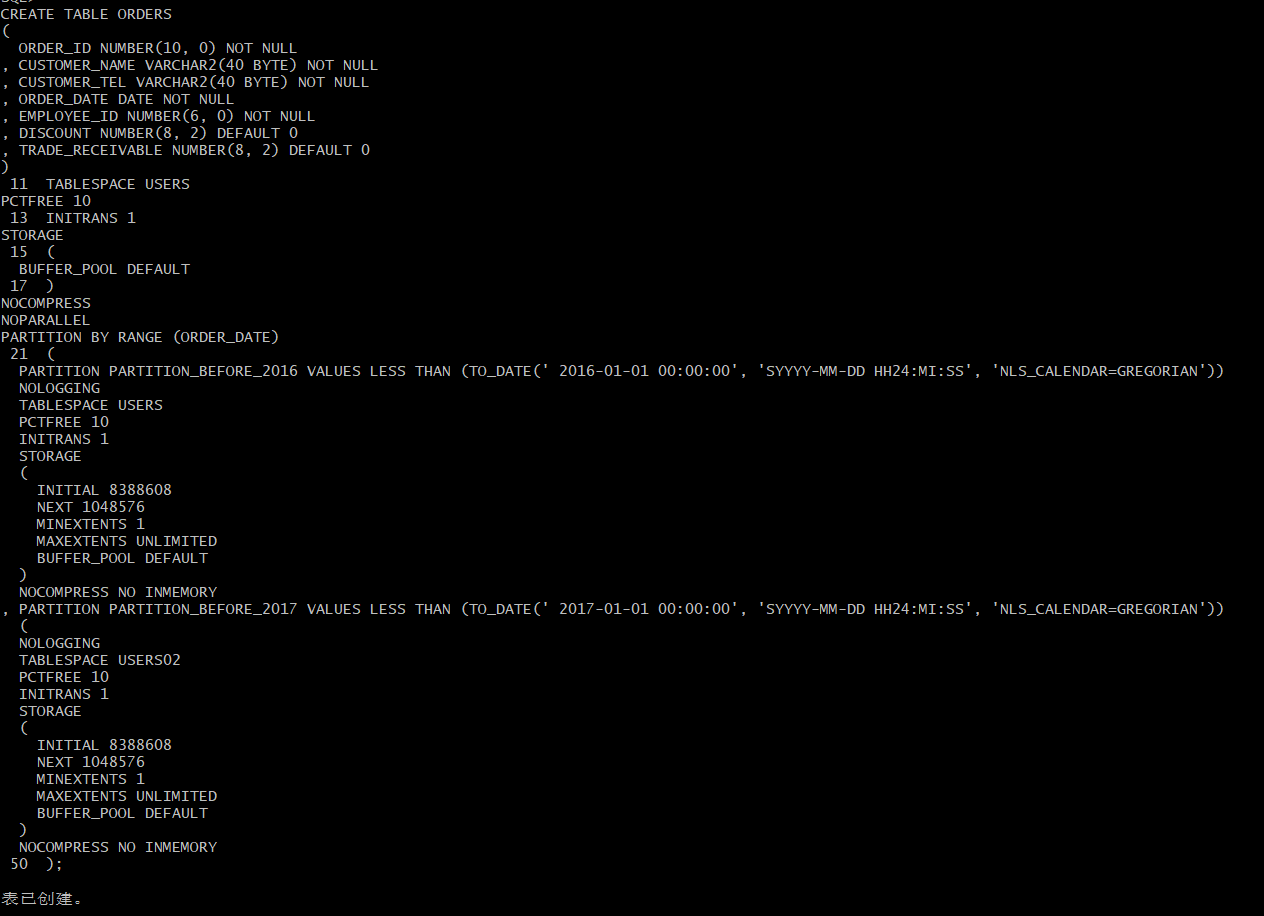 CREATE TABLE ORDERS
(
  ORDER_ID NUMBER(10, 0) NOT NULL
, CUSTOMER_NAME VARCHAR2(40 BYTE) NOT NULL
, CUSTOMER_TEL VARCHAR2(40 BYTE) NOT NULL
, ORDER_DATE DATE NOT NULL
, EMPLOYEE_ID NUMBER(6, 0) NOT NULL
, DISCOUNT NUMBER(8, 2) DEFAULT 0
, TRADE_RECEIVABLE NUMBER(8, 2) DEFAULT 0
)
 11  TABLESPACE USERS
PCTFREE 10
 13  INITRANS 1
STORAGE
 15  (
  BUFFER_POOL DEFAULT
 17  )
NOCOMPRESS
NOPARALLEL
PARTITION BY RANGE (ORDER_DATE)
 21  (
  PARTITION PARTITION_BEFORE_2016 VALUES LESS THAN (TO_DATE(' 2016-01-01 00:00:00', 'SYYYY-MM-DD HH24:MI:SS', 'NLS_CALENDAR=GREGORIAN'))
  NOLOGGING
  TABLESPACE USERS
  PCTFREE 10
  INITRANS 1
  STORAGE
  (
    INITIAL 8388608
    NEXT 1048576
    MINEXTENTS 1
    MAXEXTENTS UNLIMITED
    BUFFER_POOL DEFAULT
  )
  NOCOMPRESS NO INMEMORY
, PARTITION PARTITION_BEFORE_2017 VALUES LESS THAN (TO_DATE(' 2017-01-01 00:00:00', 'SYYYY-MM-DD HH24:MI:SS', 'NLS_CALENDAR=GREGORIAN'))
  (
  NOLOGGING
  TABLESPACE USERS02
  PCTFREE 10
  INITRANS 1
  STORAGE
  (
    INITIAL 8388608
    NEXT 1048576
    MINEXTENTS 1
    MAXEXTENTS UNLIMITED
    BUFFER_POOL DEFAULT
  )
  NOCOMPRESS NO INMEMORY
 50  );
表已创建。